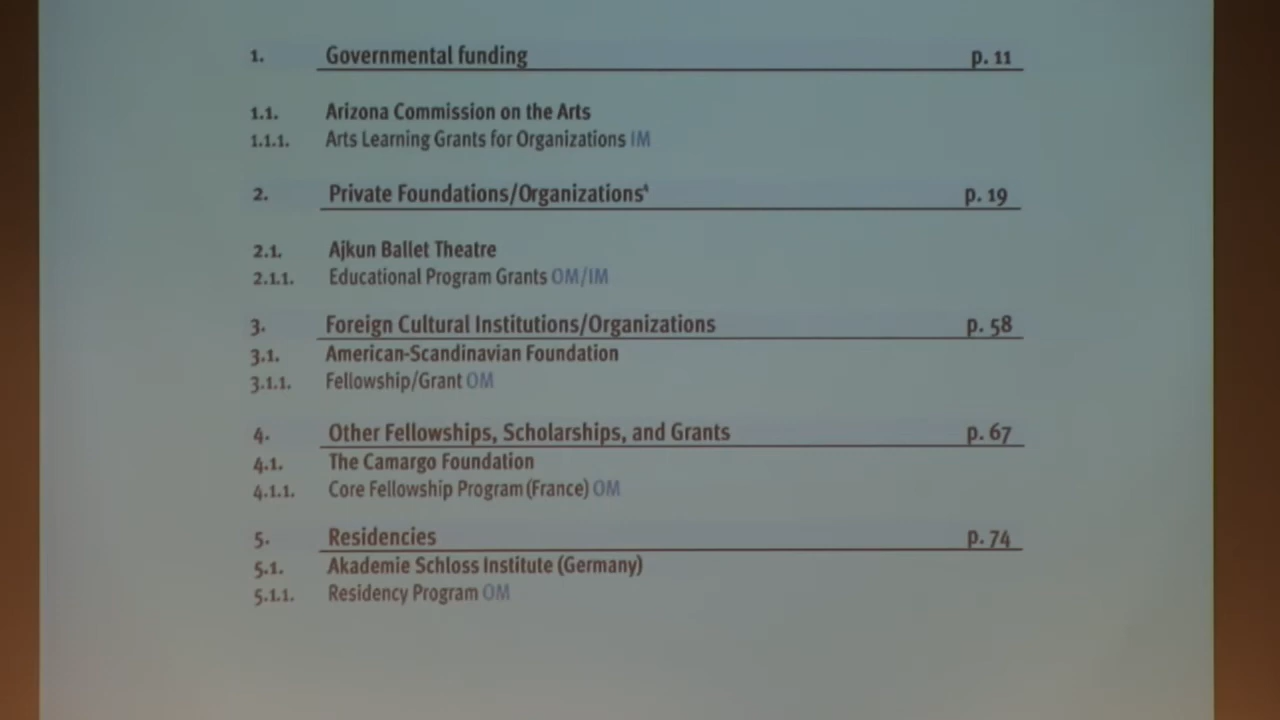 1. Governmental funding p. 11
1.1. Arizona Commission on the Arts
1.1.1. Arts Learning Grants for Organizations IM
2. Private Foundations/Organizations⁴ p. 19
2.1. Ajkun Ballet Theatre
2.1.1. Educational Program Grants OM/IM
3. Foreign Cultural Institutions/Organizations p. 58
3.1. American-Scandinavian Foundation
3.1.1. Fellowship/Grant OM
4. Other Fellowships, Scholarships, and Grants p. 67
4.1. The Camargo Foundation
4.1.1. Core Fellowship Program (France) OM
5. Residencies p. 74
5.1. Akademie Schloss Institute (Germany)
5.1.1. Residency Program OM